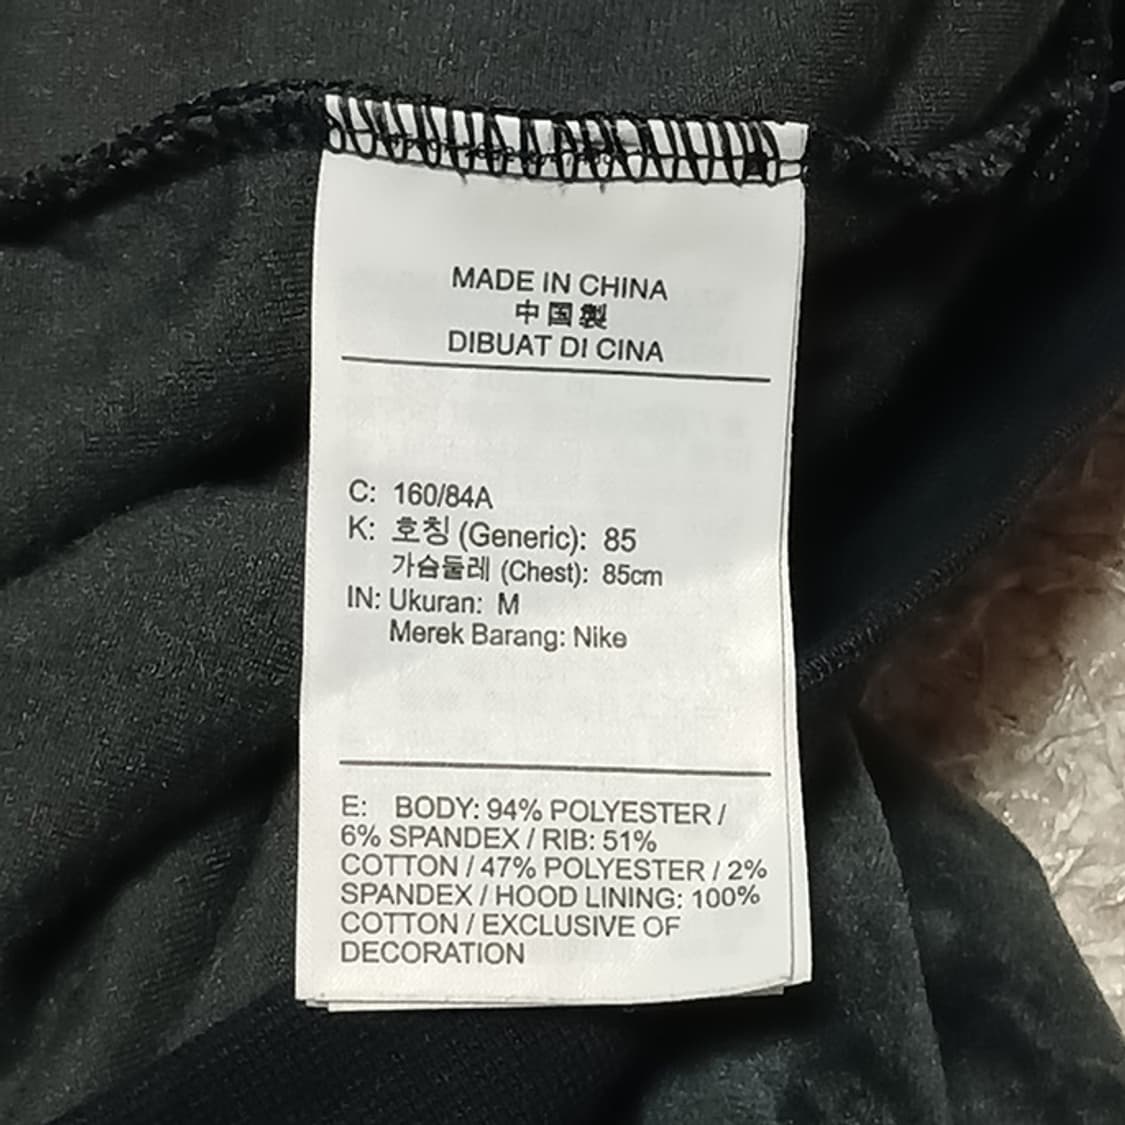 MADE IN CHINA
中国製
DIBUAT DI CINA
C: 160/84A
K: 호칭 (Generic): 85
가슴둘레 (Chest): 85cm
IN: Ukuran: M
Merek Barang: Nike
E: BODY: 94% POLYESTER /
6% SPANDEX / RIB: 51%
COTTON / 47% POLYESTER / 2%
SPANDEX / HOOD LINING: 100%
COTTON / EXCLUSIVE OF
DECORATION